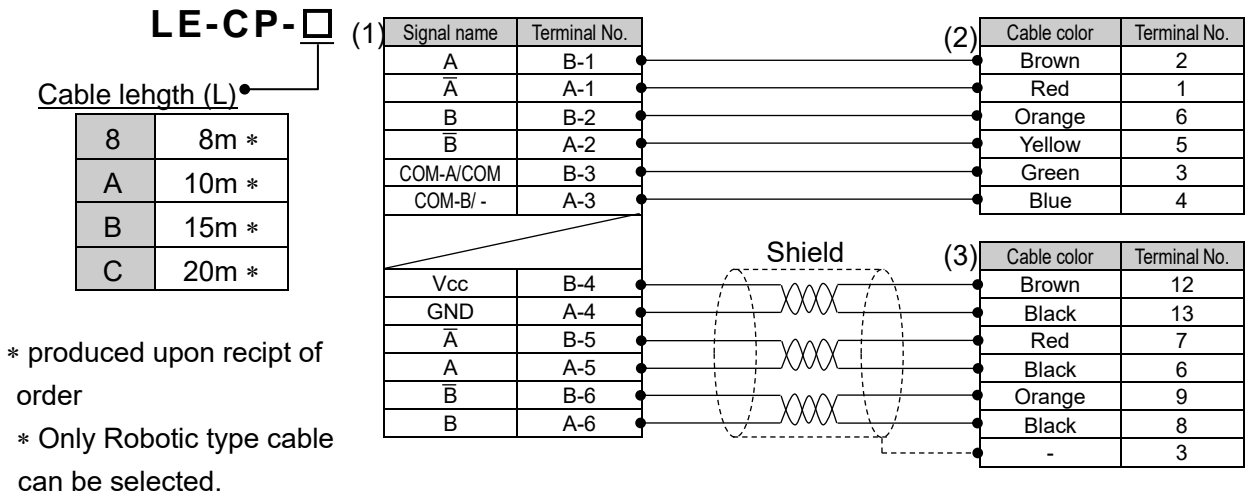 LE-CP-□
Cable lehgth (L)
8 8m *
A 10m *
B 15m *
C 20m *
* produced upon recipt of
order
* Only Robotic type cable
can be selected.
(1)
Signal name Terminal No.
A B-1
A̅ A-1
B B-2
B̅ A-2
COM-A/COM B-3
COM-B/ - A-3
Vcc B-4
GND A-4
A̅ B-5
A A-5
B̅ B-6
B A-6
Shield
(2)
Cable color Terminal No.
Brown 2
Red 1
Orange 6
Yellow 5
Green 3
Blue 4
(3)
Cable color Terminal No.
Brown 12
Black 13
Red 7
Black 6
Orange 9
Black 8
- 3